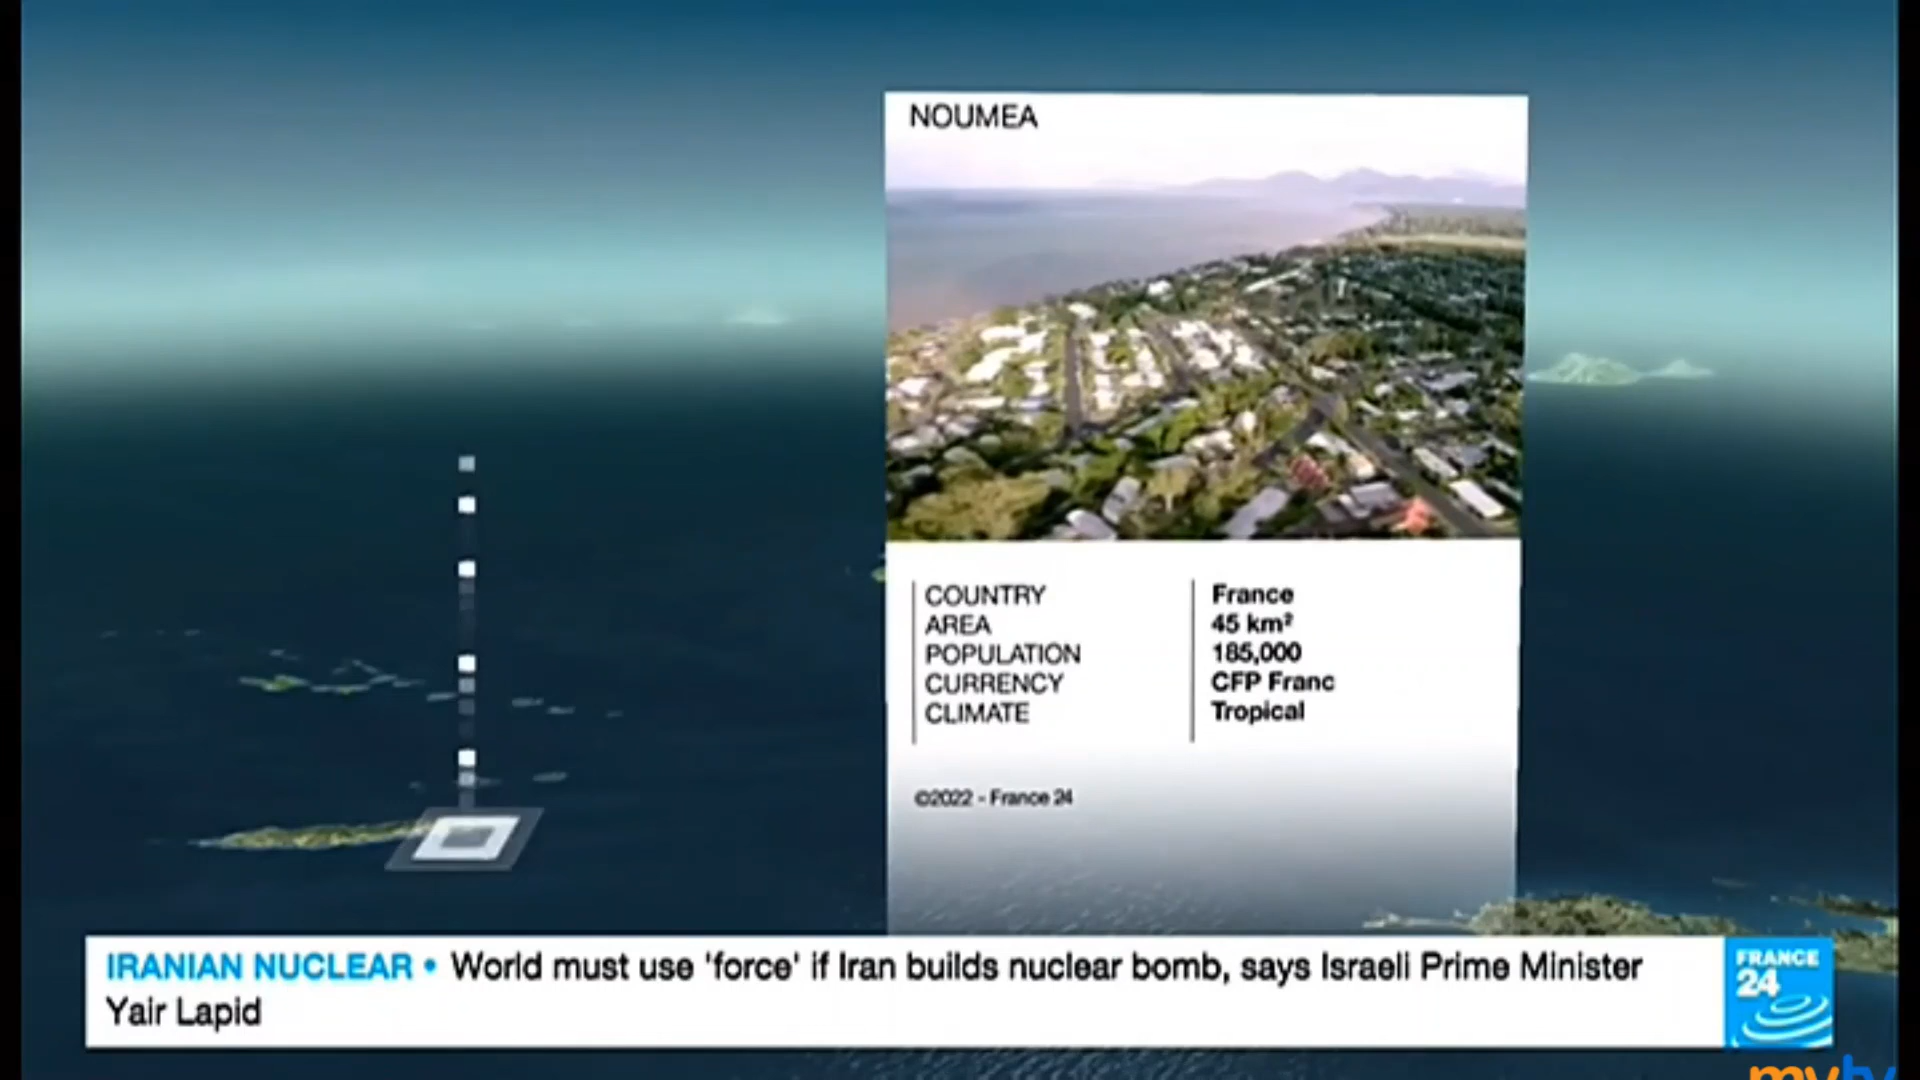 NOUMEA
COUNTRY France
AREA 45 km²
POPULATION 185,000
CURRENCY CFP Franc
CLIMATE Tropical
©2022 - France 24
IRANIAN NUCLEAR • World must use 'force' if Iran builds nuclear bomb, says Israeli Prime Minister
Yair Lapid
FRANCE
24
mytv